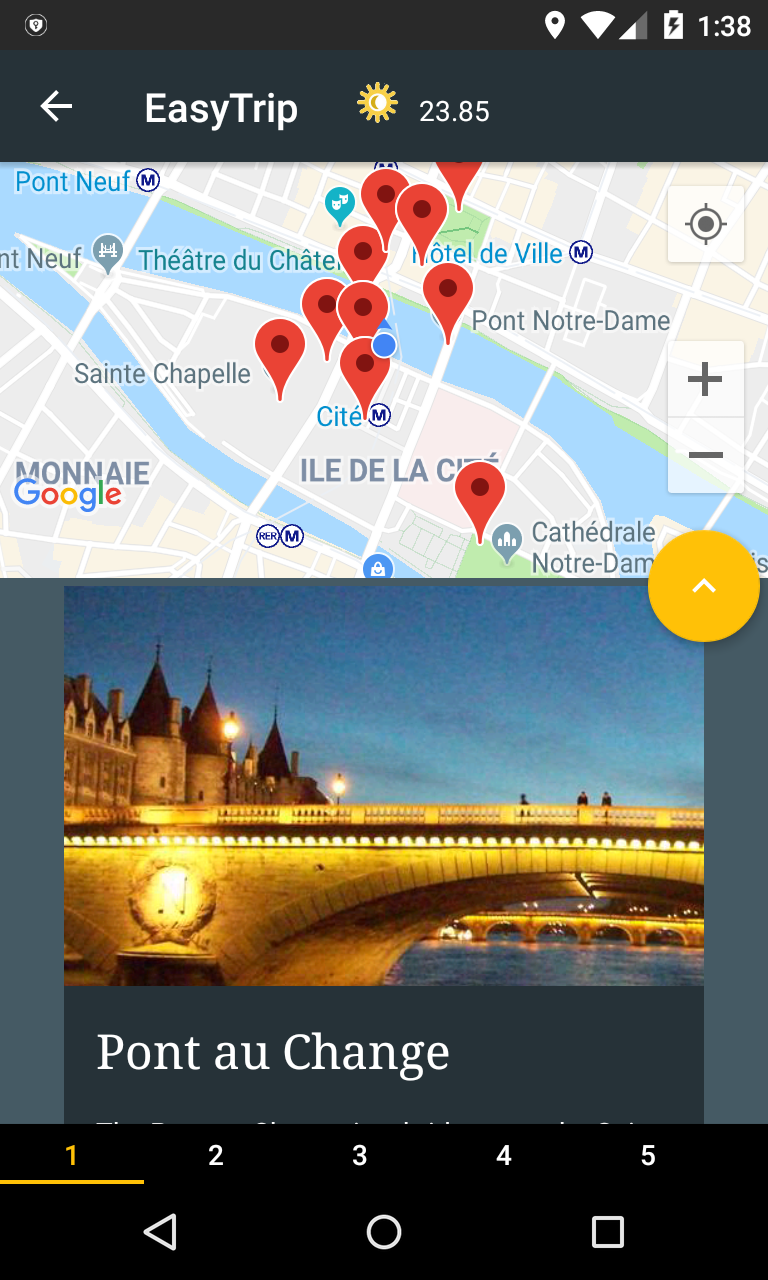 1:38
EasyTrip 23.85
Pont Neuf M
nt Neuf
Théâtre du Châte
Hôtel de Ville M
Pont Notre-Dame
Sainte Chapelle
Cité M
MONNAIE
ILE DE LA CITÉ
Google
RER M
Cathédrale
Notre-Dam
is
Pont au Change
1 2 3 4 5